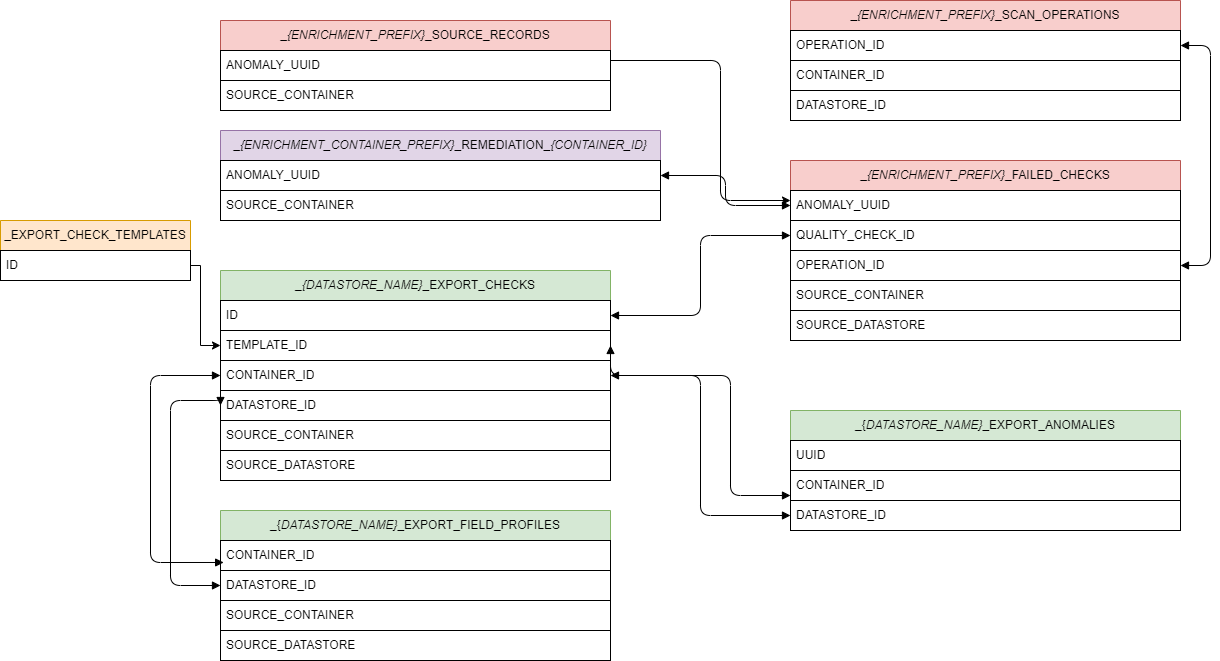 _{ENRICHMENT_PREFIX}_SOURCE_RECORDS
ANOMALY_UUID
SOURCE_CONTAINER
_{ENRICHMENT_PREFIX}_SCAN_OPERATIONS
OPERATION_ID
CONTAINER_ID
DATASTORE_ID
_{ENRICHMENT_CONTAINER_PREFIX}_REMEDIATION_{CONTAINER_ID}
ANOMALY_UUID
SOURCE_CONTAINER
_{ENRICHMENT_PREFIX}_FAILED_CHECKS
ANOMALY_UUID
QUALITY_CHECK_ID
OPERATION_ID
SOURCE_CONTAINER
SOURCE_DATASTORE
_EXPORT_CHECK_TEMPLATES
ID
_{DATASTORE_NAME}_EXPORT_CHECKS
ID
TEMPLATE_ID
CONTAINER_ID
DATASTORE_ID
SOURCE_CONTAINER
SOURCE_DATASTORE
_{DATASTORE_NAME}_EXPORT_ANOMALIES
UUID
CONTAINER_ID
DATASTORE_ID
_{DATASTORE_NAME}_EXPORT_FIELD_PROFILES
CONTAINER_ID
DATASTORE_ID
SOURCE_CONTAINER
SOURCE_DATASTORE